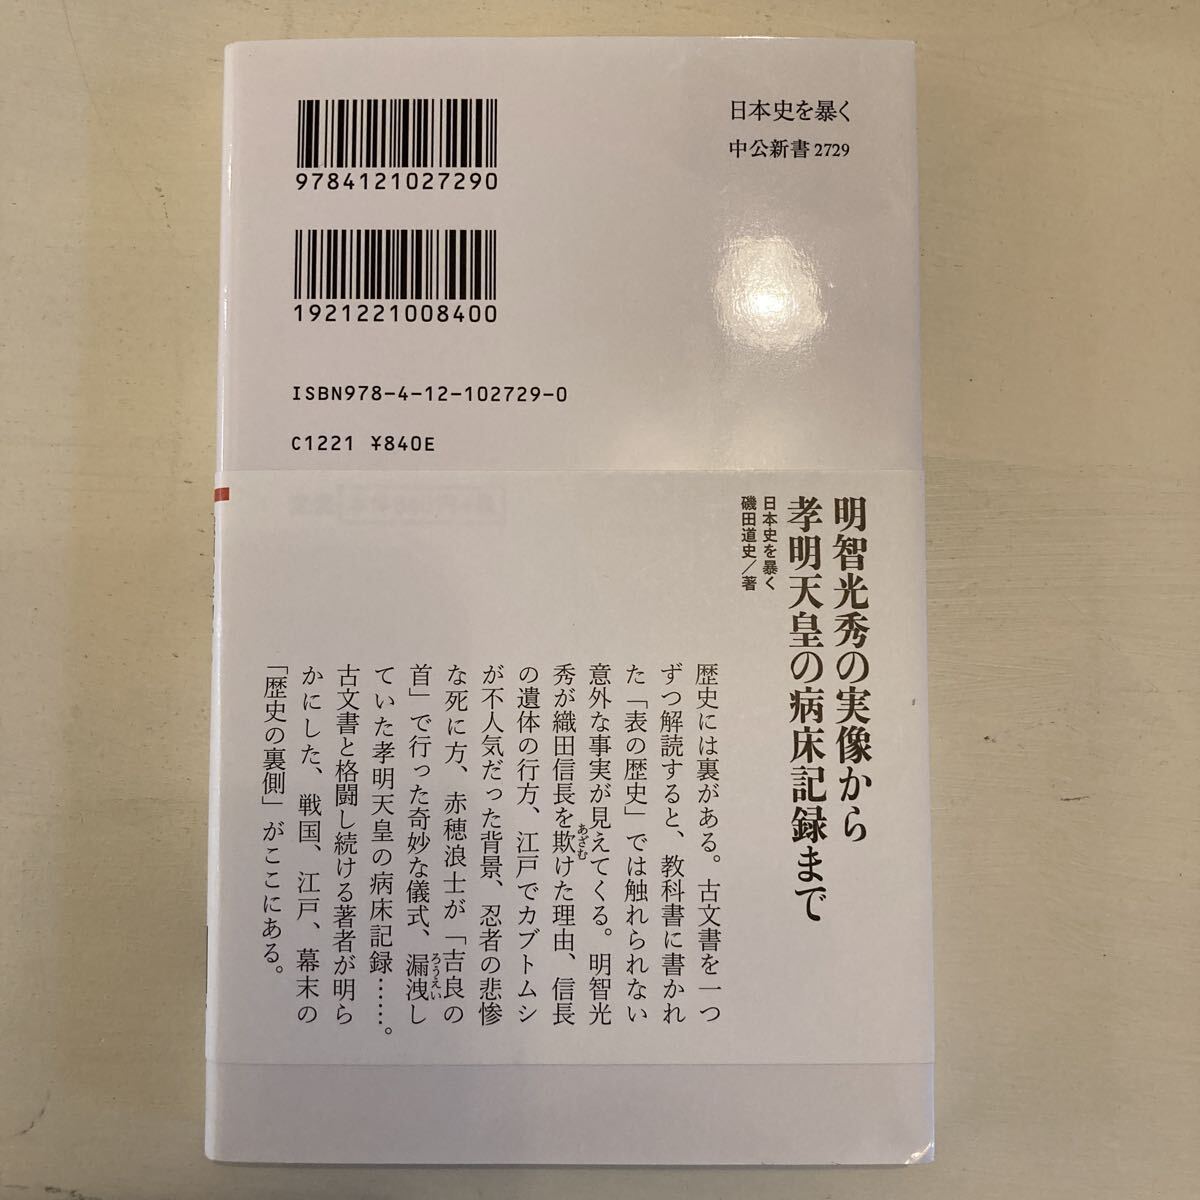 9784121027290
1921221008400
ISBN978-4-12-102729-0
C1221 ¥840E
日本史を暴く
中公新書 2729
明智光秀の実像から
孝明天皇の病床記録まで
日本史を暴く
磯田道史／著
歴史には裏がある。古文書を一つ
ずつ解読すると、教科書に書かれ
た「表の歴史」では触れられない
意外な事実が見えてくる。明智光
秀が織田信長を欺けた理由、信長
あざむ
の遺体の行方、江戸でカブトムシ
が不人気だった背景、忍者の悲惨
な死に方、赤穂浪士が「吉良の
首」で行った奇妙な儀式、漏洩し
ろうえい
ていた孝明天皇の病床記録……。
古文書と格闘し続ける著者が明ら
かにした、戦国、江戸、幕末の
「歴史の裏側」がここにある。